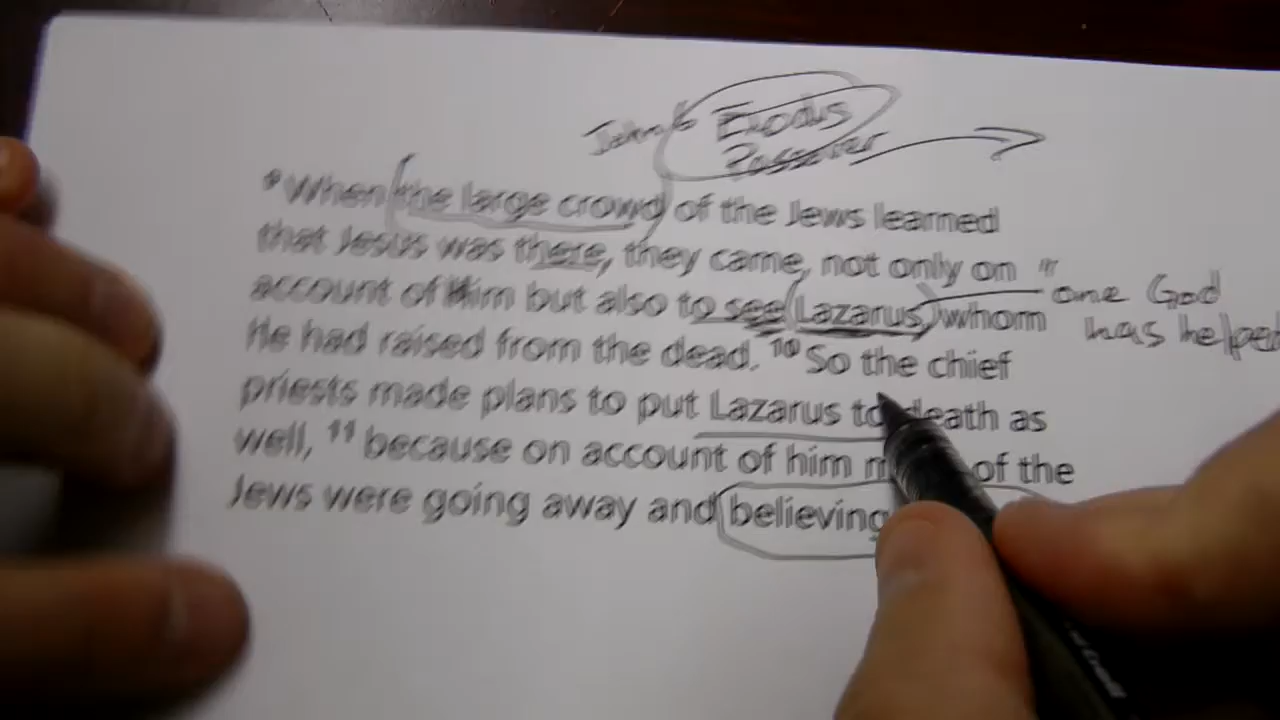 John 6 Exodus
Passover
⁹ When the large crowd of the Jews learned
that Jesus was there, they came, not only on
account of Him but also to see Lazarus, whom
He had raised from the dead. ¹⁰ So the chief
priests made plans to put Lazarus to death as
well, ¹¹ because on account of him of the
Jews were going away and believing
" one God
has helped